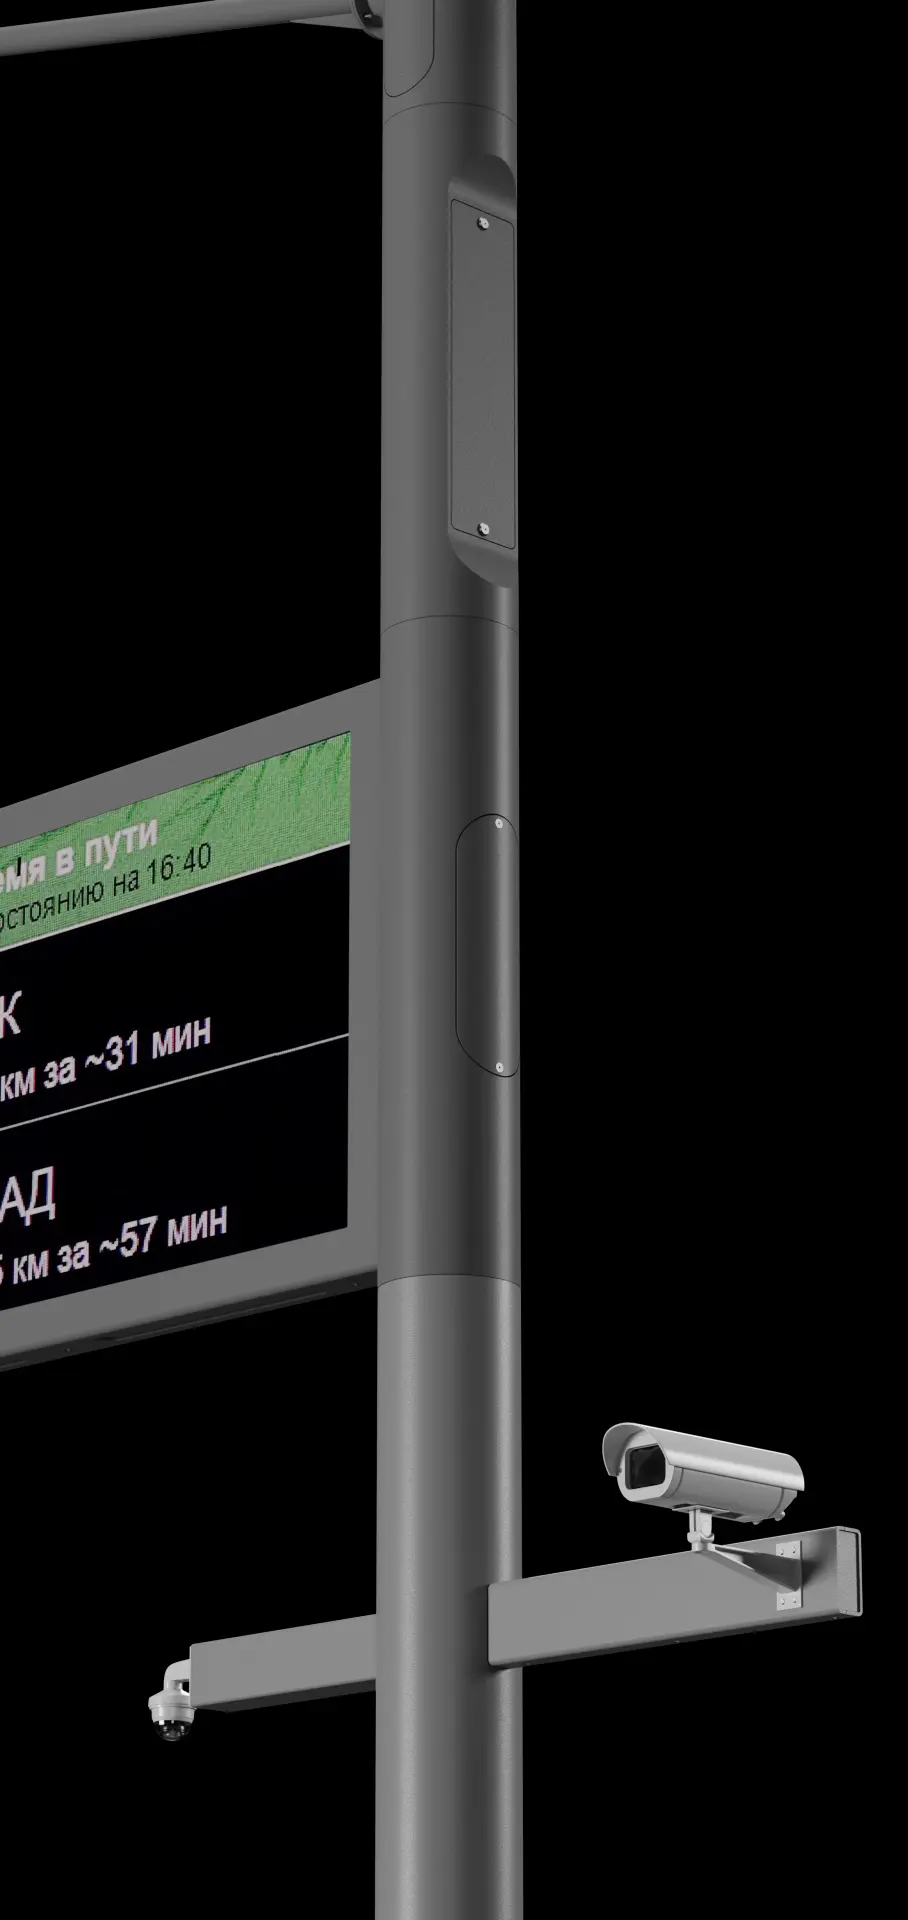 емя в пути
остоянию на 16:40
К
км за ~31 мин
АД
5 км за ~57 мин